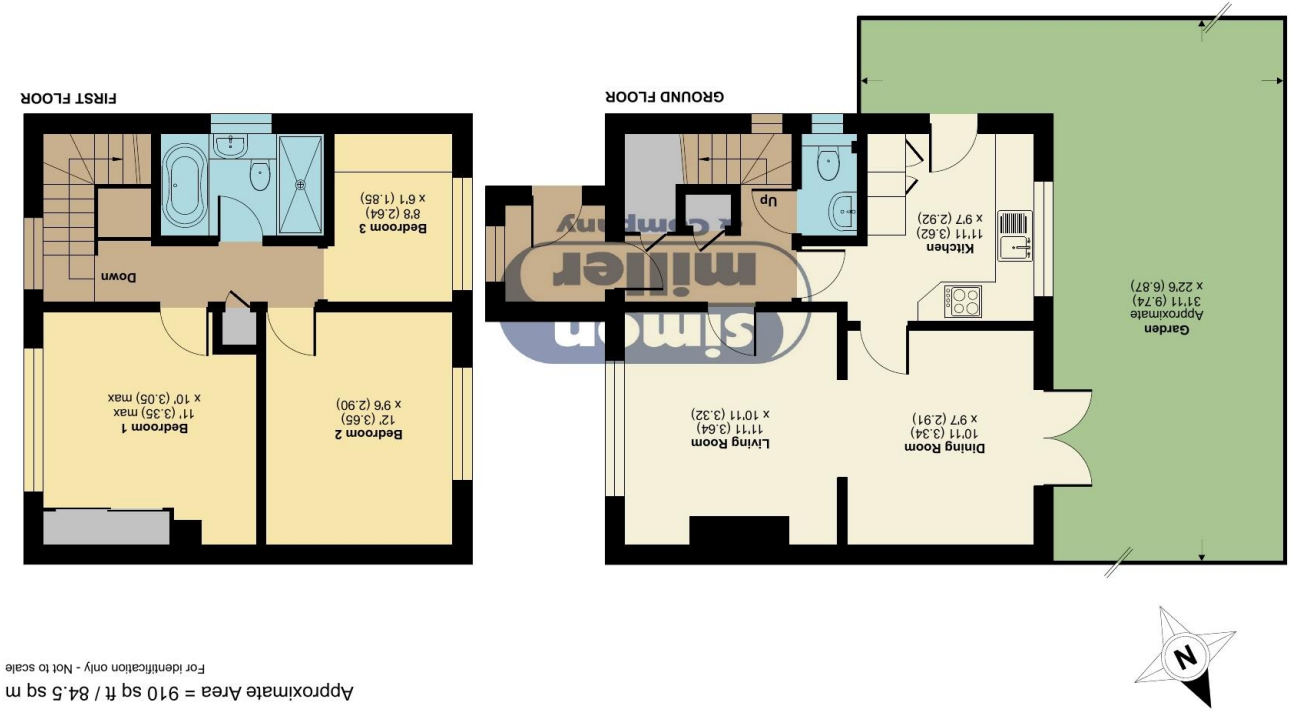 Approximate Area = 910 sq ft / 84.5 sq m
For identification only - Not to scale
N
Garden
Approximate
31'11 (9.74)
x 22'6 (6.87)
Dining Room
10'11 (3.34)
x 9'7 (2.91)
Living Room
11'11 (3.64)
x 10'11 (3.32)
Kitchen
11'11 (3.62)
x 9'7 (2.92)
Up
simon
miller
& Company
GROUND FLOOR
Bedroom 2
12' (3.65)
x 9'6 (2.90)
Bedroom 1
11' (3.35) max
x 10' (3.05) max
Down
Bedroom 3
8'8 (2.64)
x 6'1 (1.85)
FIRST FLOOR